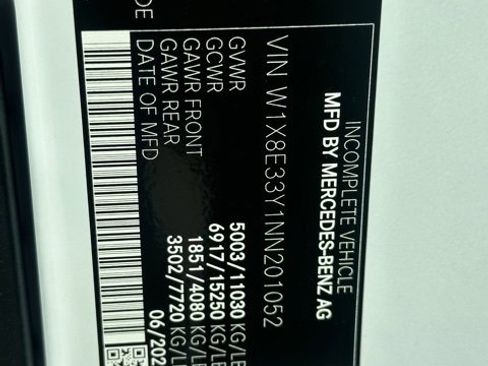 INCOMPLETE VEHICLE
MFD BY MERCEDES-BENZ AG
VIN W1X8E33Y1NN201052
GVWR 5003/11030 KG/LB
GCWR 6917/15250 KG/LB
GAWR FRONT 1851/4080 KG/LB
GAWR REAR 3502/7720 KG/LB
DATE OF MFD 06/202
DE